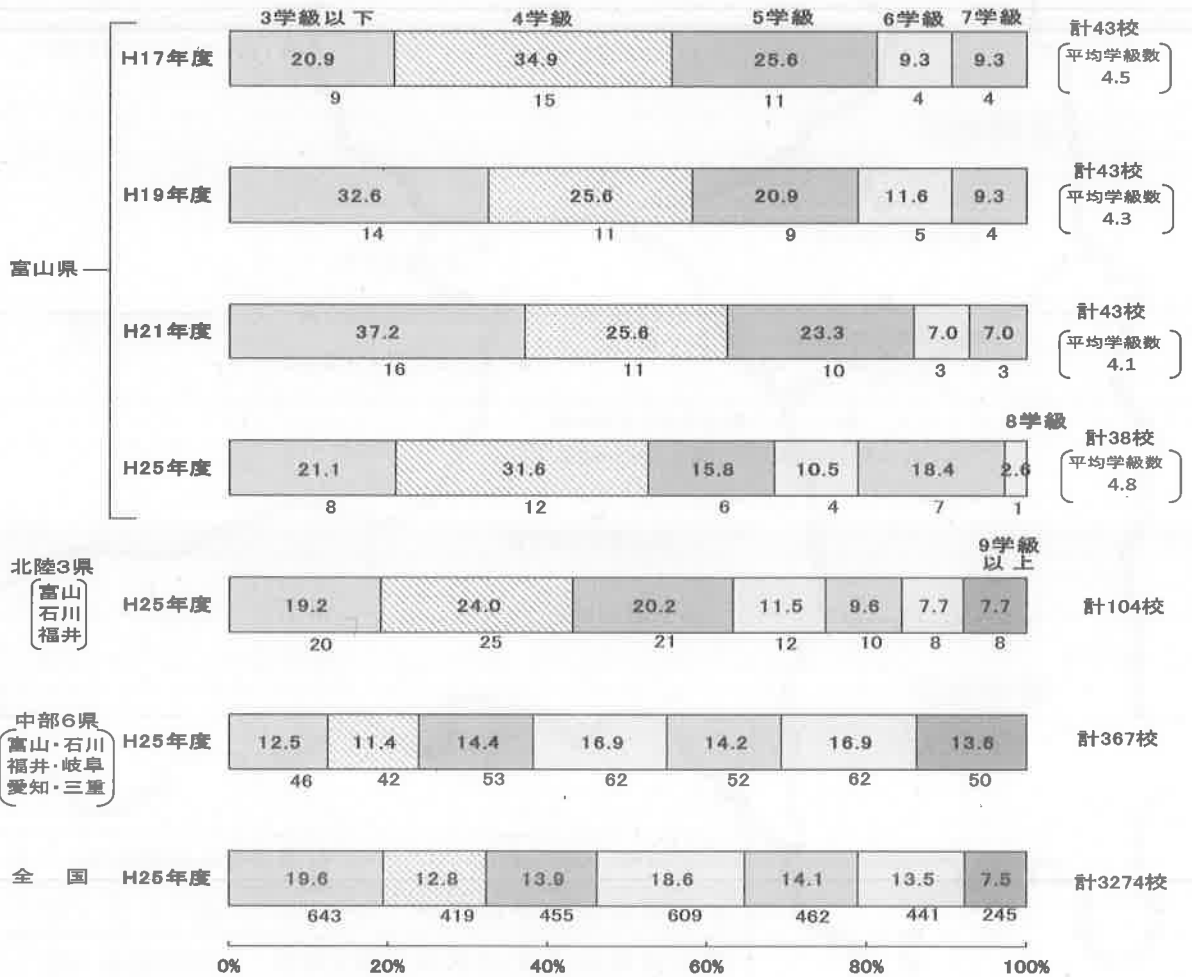 3学級以下 4学級 5学級 6学級 7学級
富山県
H17年度 20.9 34.9 25.6 9.3 9.3 計43校
9 15 11 4 4 平均学級数
4.5
H19年度 32.6 25.6 20.9 11.6 9.3 計43校
14 11 9 5 4 平均学級数
4.3
H21年度 37.2 25.6 23.3 7.0 7.0 計43校
16 11 10 3 3 平均学級数
4.1
8学級
H25年度 21.1 31.6 15.8 10.5 18.4 2.6 計38校
8 12 6 4 7 1 平均学級数
4.8
9学級
以上
北陸3県
富山
石川
福井
H25年度 19.2 24.0 20.2 11.5 9.6 7.7 7.7 計104校
20 25 21 12 10 8 8
中部6県
富山・石川
福井・岐阜
愛知・三重
H25年度 12.5 11.4 14.4 16.9 14.2 16.9 13.6 計367校
46 42 53 62 52 62 50
全国 H25年度 19.6 12.8 13.9 18.6 14.1 13.5 7.5 計3274校
643 419 455 609 462 441 245
0% 20% 40% 60% 80% 100%